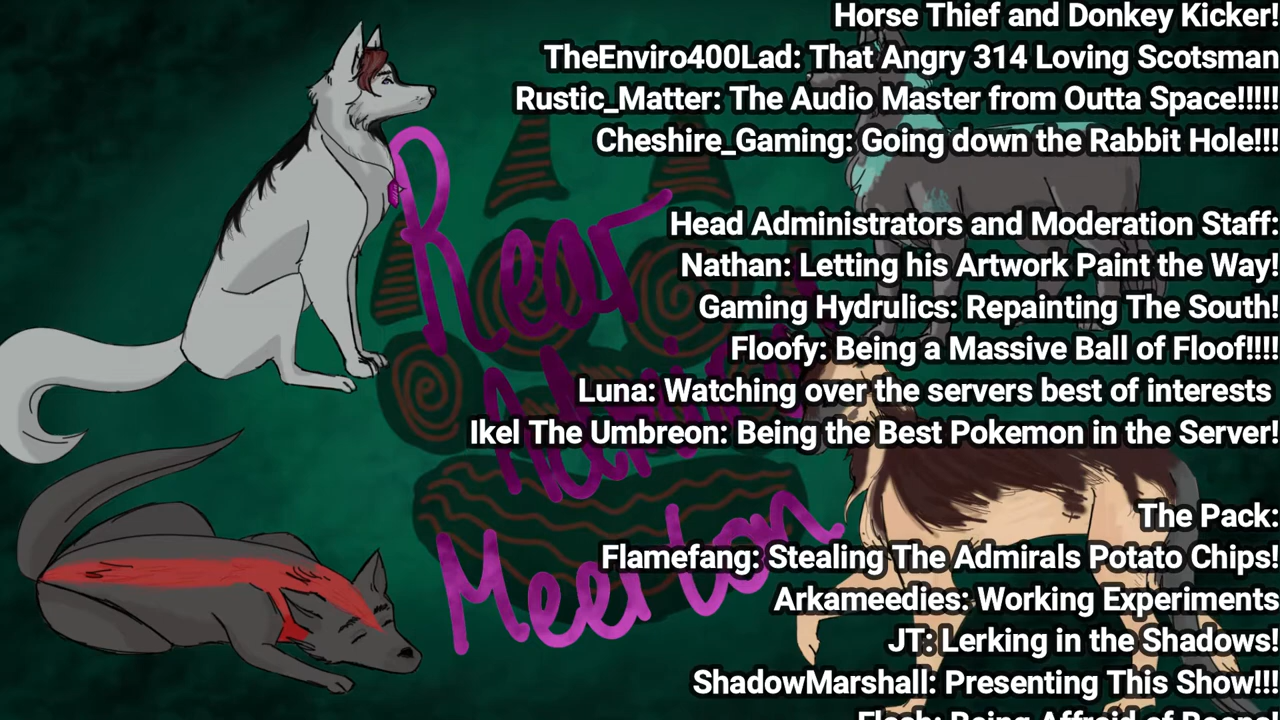 Horse Thief and Donkey Kicker!
TheEnviro400Lad: That Angry 314 Loving Scotsman
Rustic_Matter: The Audio Master from Outta Space!!!!!
Cheshire_Gaming: Going down the Rabbit Hole!!!
Head Administrators and Moderation Staff:
Nathan: Letting his Artwork Paint the Way!
Gaming Hydrulics: Repainting The South!
Floofy: Being a Massive Ball of Floof!!!!
Luna: Watching over the servers best of interests
Ikel The Umbreon: Being the Best Pokemon in the Server!
The Pack:
Flamefang: Stealing The Admirals Potato Chips!
Arkameedies: Working Experiments
JT: Lerking in the Shadows!
ShadowMarshall: Presenting This Show!!!
Rear
Admiral
Meerton